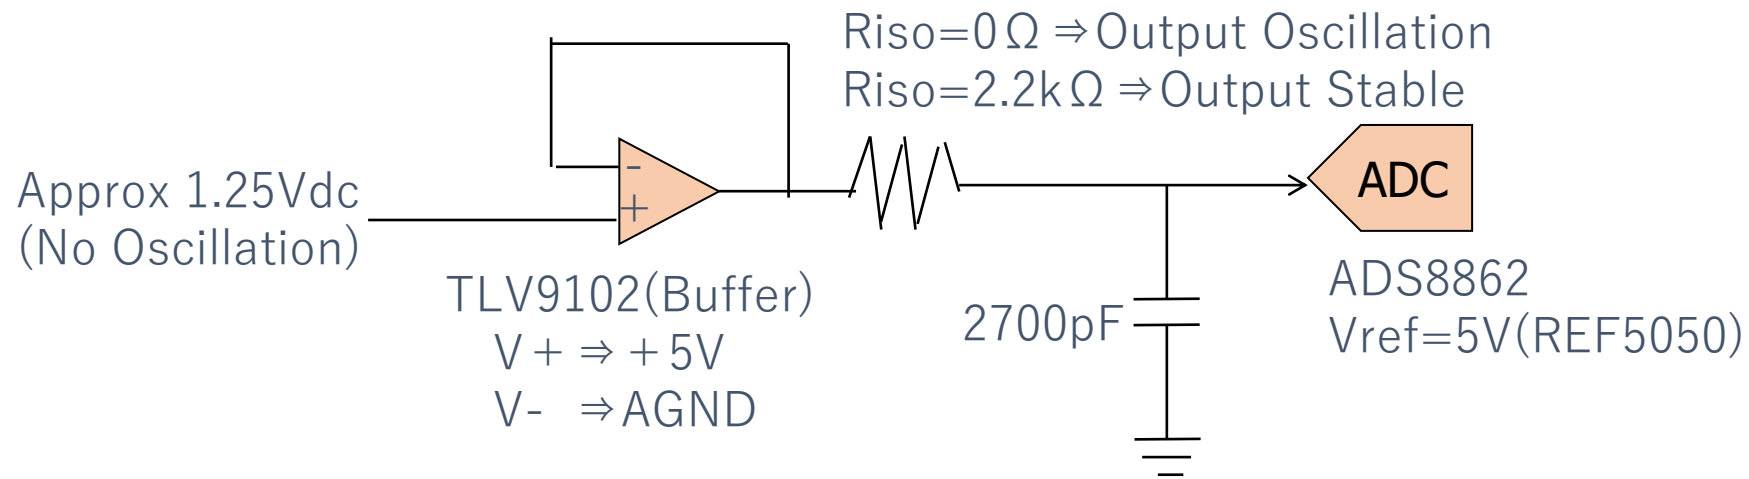 Riso=0Ω ⇒Output Oscillation
Riso=2.2kΩ ⇒Output Stable
Approx 1.25Vdc
(No Oscillation)
-
+
ADC
TLV9102(Buffer)
V+ ⇒+5V
V- ⇒AGND
2700pF
ADS8862
Vref=5V(REF5050)